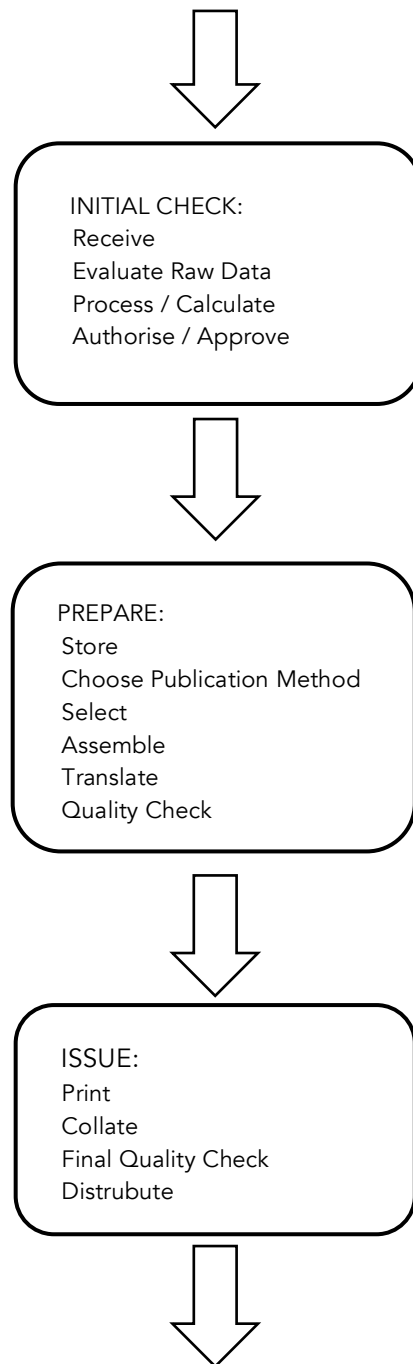 INITIAL CHECK:
Receive
Evaluate Raw Data
Process / Calculate
Authorise / Approve
PREPARE:
Store
Choose Publication Method
Select
Assemble
Translate
Quality Check
ISSUE:
Print
Collate
Final Quality Check
Distrubute